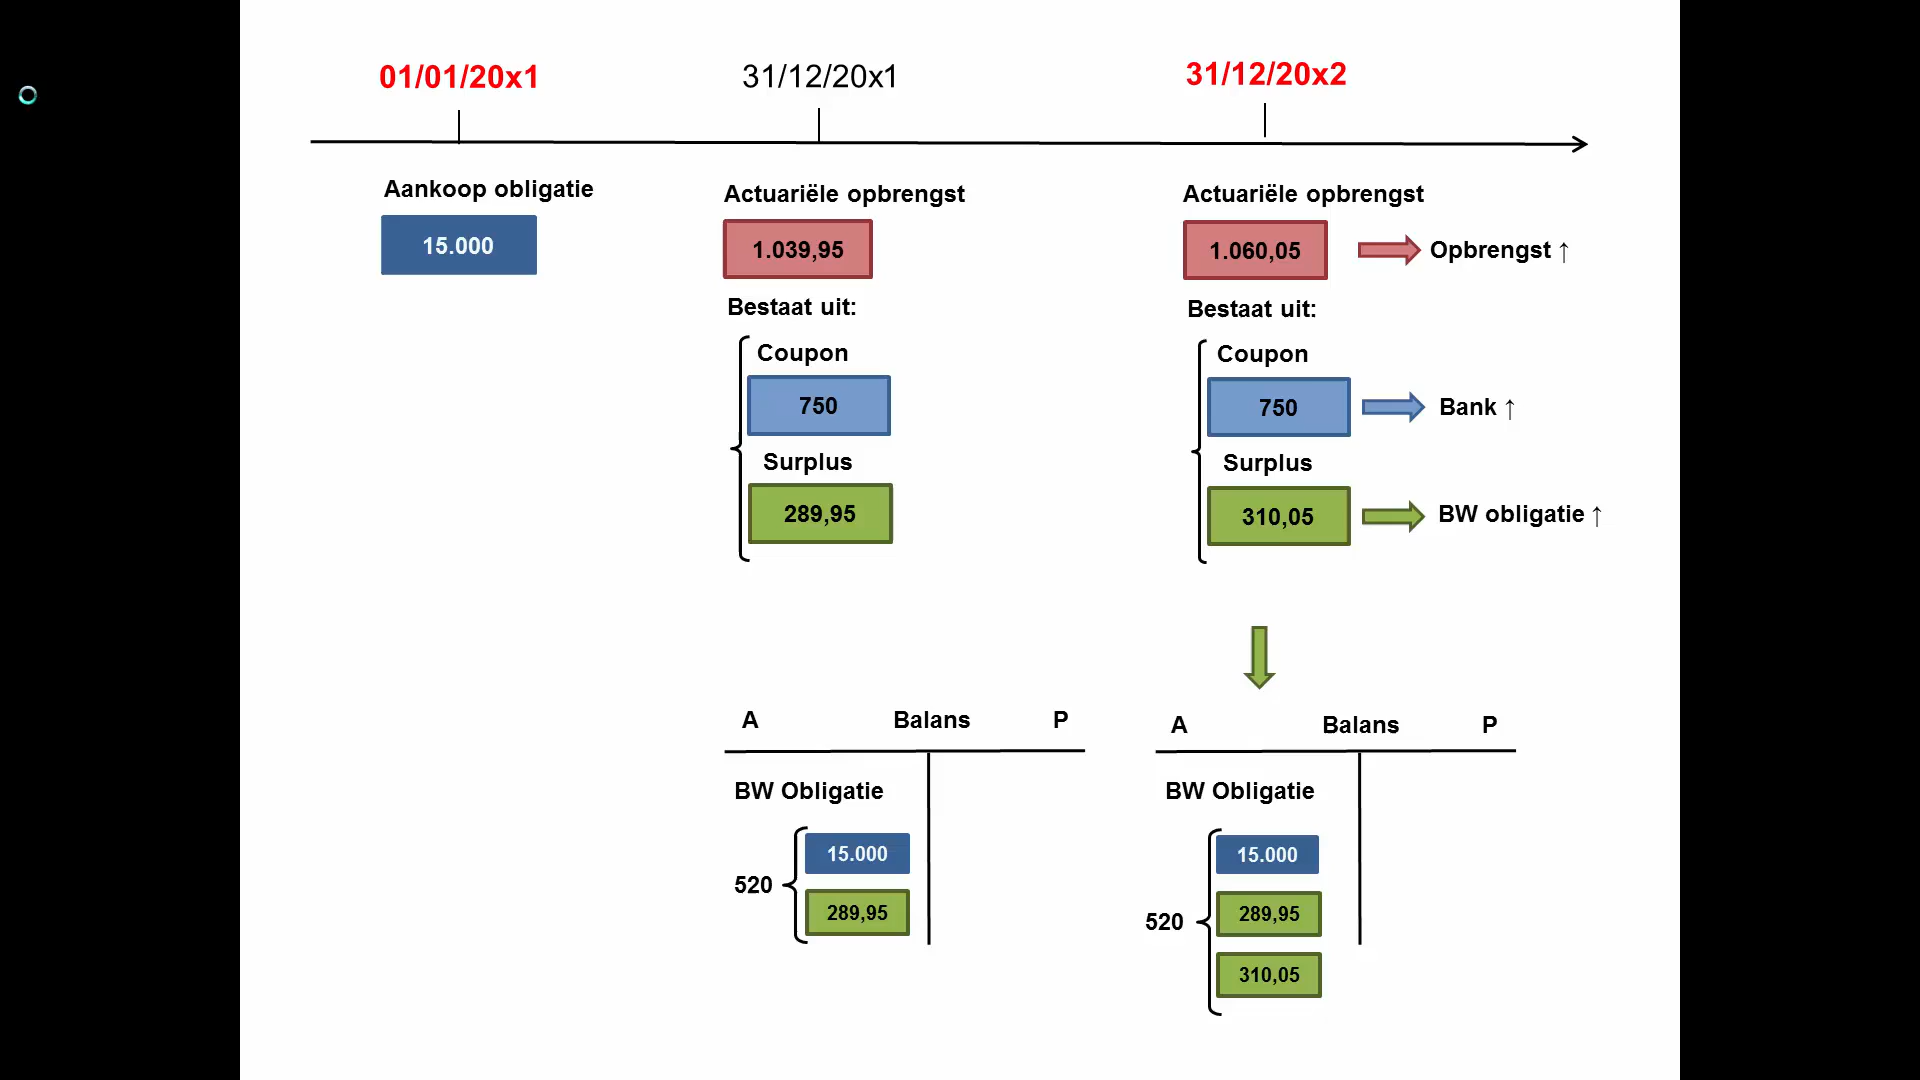 01/01/20x1
31/12/20x1
31/12/20x2
Aankoop obligatie
15.000
Actuariële opbrengst
1.039,95
Bestaat uit:
Coupon
750
Surplus
289,95
Actuariële opbrengst
1.060,05
Opbrengst ↑
Bestaat uit:
Coupon
750
Bank ↑
Surplus
310,05
BW obligatie ↑
A Balans P
BW Obligatie
520
15.000
289,95
A Balans P
BW Obligatie
520
15.000
289,95
310,05